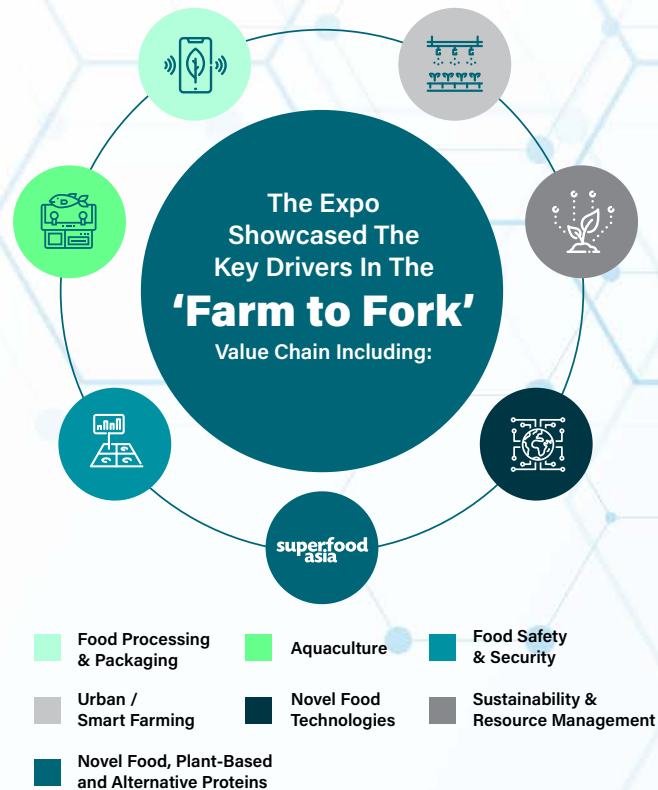 The Expo
Showcased The
Key Drivers In The
‘Farm to Fork’
Value Chain Including:
superfood
asia
Food Processing
& Packaging
Aquaculture
Food Safety
& Security
Urban /
Smart Farming
Novel Food
Technologies
Sustainability &
Resource Management
Novel Food, Plant-Based
and Alternative Proteins